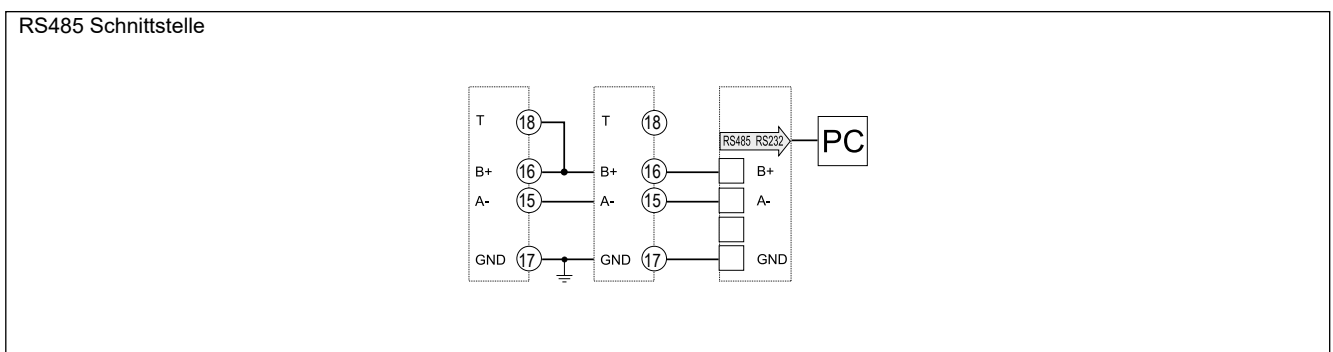 RS485 Schnittstelle
T 18 T 18
RS485 RS232 PC
B+ 16 B+ 16 B+
A- 15 A- 15 A-
GND 17 GND 17 GND